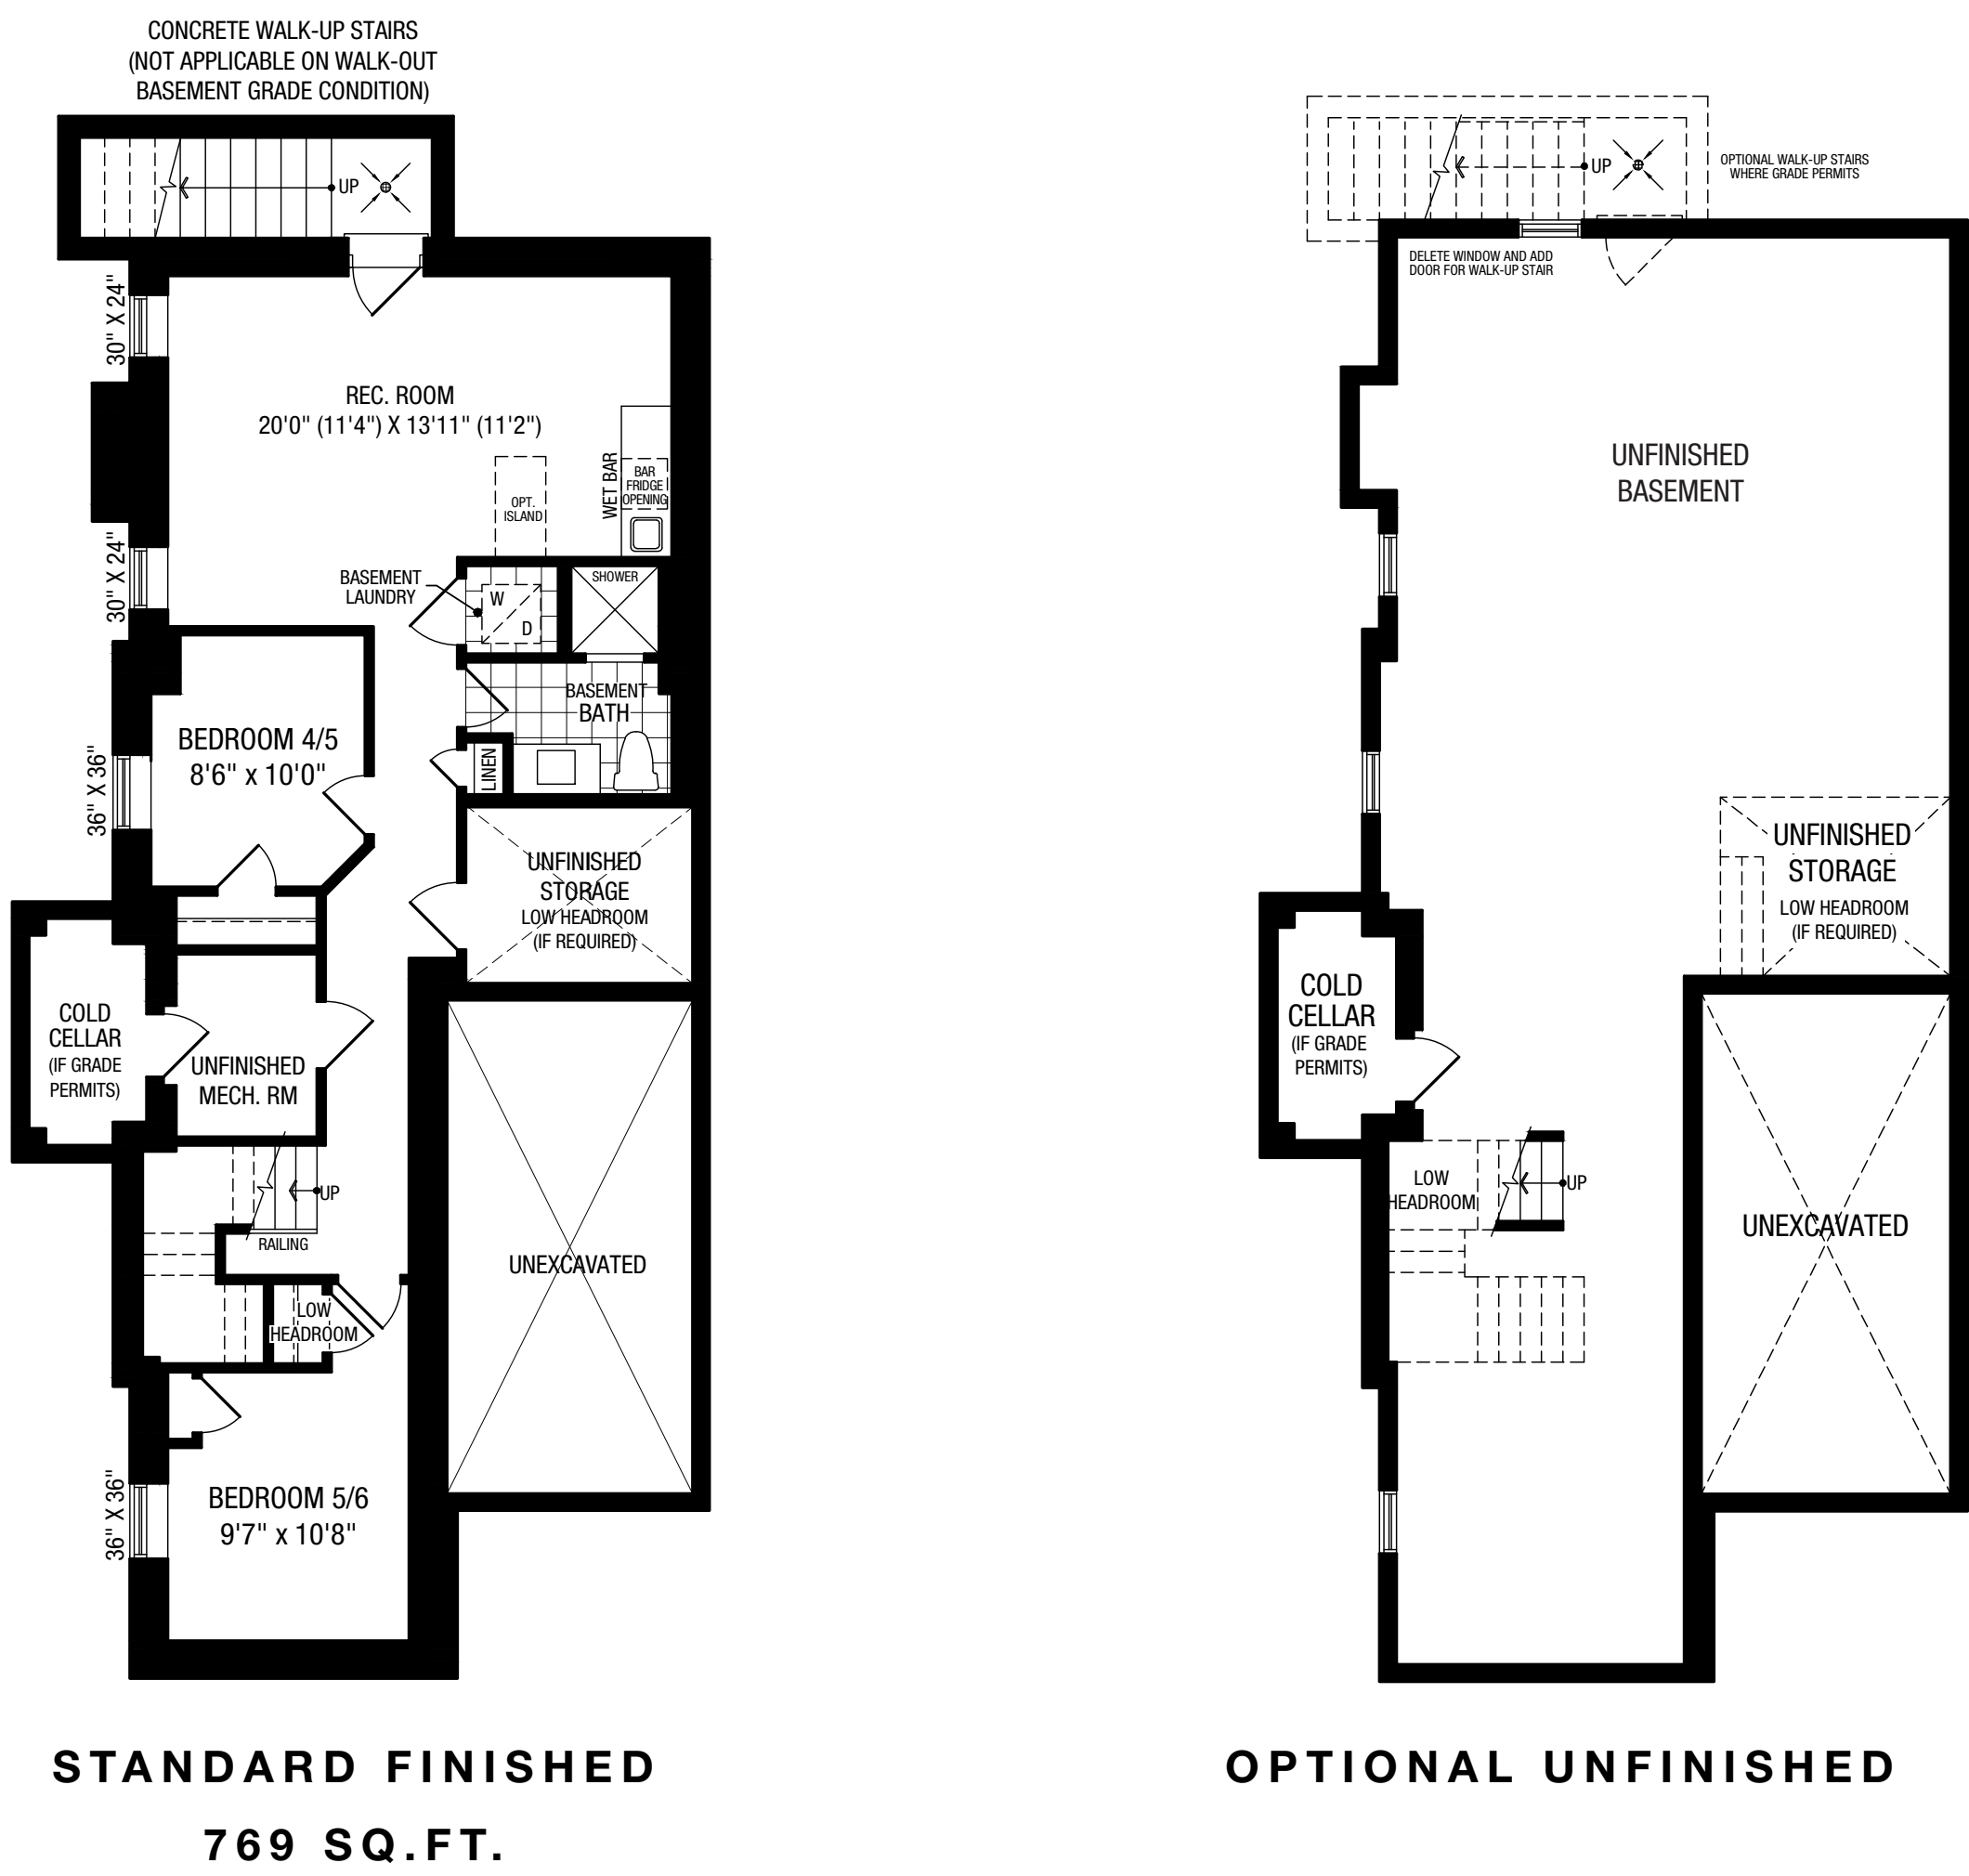 CONCRETE WALK-UP STAIRS
(NOT APPLICABLE ON WALK-OUT
BASEMENT GRADE CONDITION)
UP
30" X 24"
REC. ROOM
20'0" (11'4") X 13'11" (11'2")
WET BAR
BAR
FRIDGE
OPENING
OPT.
ISLAND
30" X 24"
BASEMENT
LAUNDRY
W
D
SHOWER
BASEMENT
BATH
LINEN
BEDROOM 4/5
8'6" x 10'0"
36" X 36"
UNFINISHED
STORAGE
LOW HEADROOM
(IF REQUIRED)
COLD
CELLAR
(IF GRADE
PERMITS)
UNFINISHED
MECH. RM
UP
RAILING
LOW
HEADROOM
UNEXCAVATED
BEDROOM 5/6
9'7" x 10'8"
36" X 36"
STANDARD FINISHED
769 SQ.FT.
UP
OPTIONAL WALK-UP STAIRS
WHERE GRADE PERMITS
DELETE WINDOW AND ADD
DOOR FOR WALK-UP STAIR
UNFINISHED
BASEMENT
UNFINISHED
STORAGE
LOW HEADROOM
(IF REQUIRED)
COLD
CELLAR
(IF GRADE
PERMITS)
LOW
HEADROOM
UP
UNEXCAVATED
OPTIONAL UNFINISHED